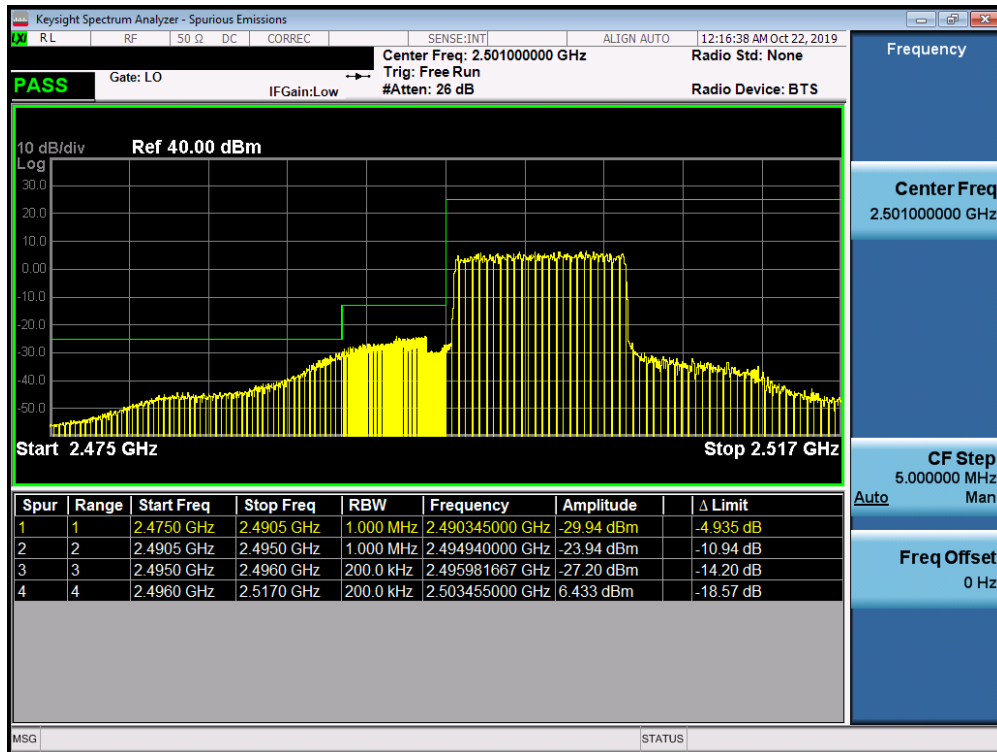 Keysight Spectrum Analyzer - Spurious Emissions
LXI RL RF 50 Ω DC CORREC SENSE:INT ALIGN AUTO 12:16:38 AM Oct 22, 2019
Center Freq: 2.501000000 GHz Radio Std: None
Gate: LO Trig: Free Run
PASS IFGain:Low #Atten: 26 dB Radio Device: BTS
Frequency
10 dB/div Ref 40.00 dBm
Log
30.0
20.0
10.0
0.00
-10.0
-20.0
-30.0
-40.0
-50.0
Start 2.475 GHz Stop 2.517 GHz
Spur Range Start Freq Stop Freq RBW Frequency Amplitude Δ Limit
1 1 2.4750 GHz 2.4905 GHz 1.000 MHz 2.490345000 GHz -29.94 dBm -4.935 dB
2 2 2.4905 GHz 2.4950 GHz 1.000 MHz 2.494940000 GHz -23.94 dBm -10.94 dB
3 3 2.4950 GHz 2.4960 GHz 200.0 kHz 2.495981667 GHz -27.20 dBm -14.20 dB
4 4 2.4960 GHz 2.5170 GHz 200.0 kHz 2.503455000 GHz 6.433 dBm -18.57 dB
Center Freq
2.501000000 GHz
CF Step
5.000000 MHz
Auto Man
Freq Offset
0 Hz
MSG STATUS